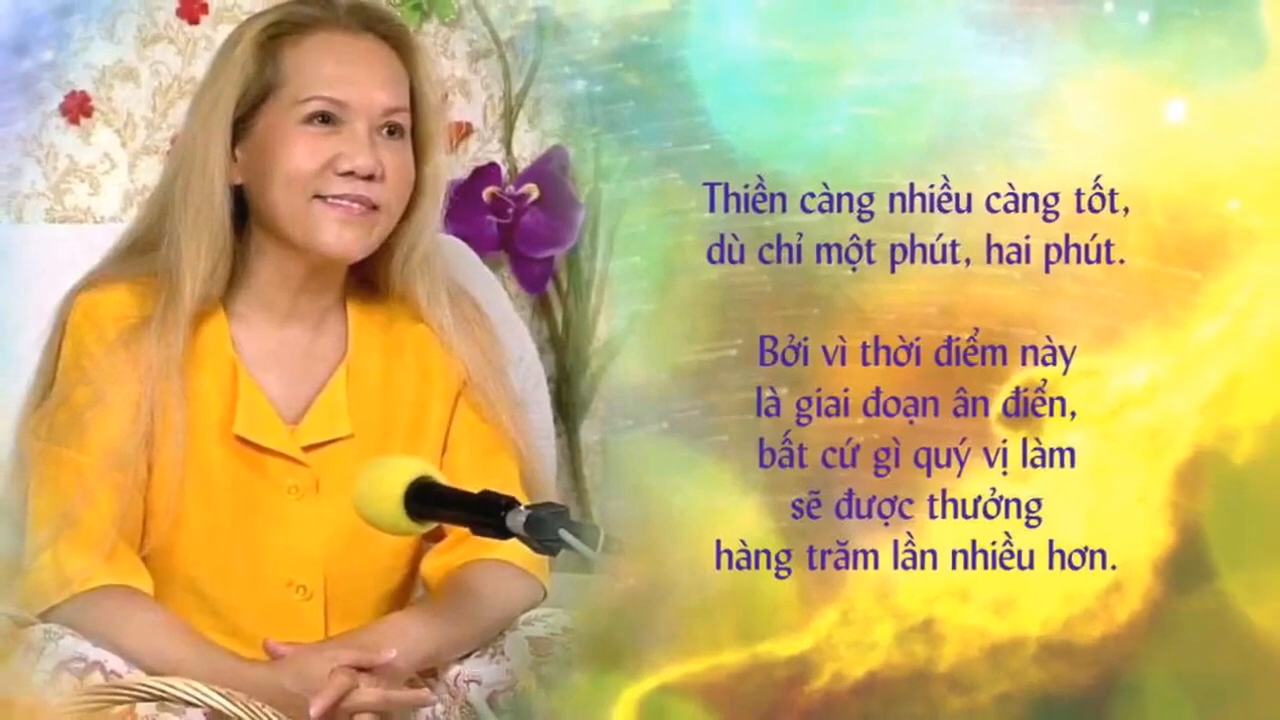 Thiền càng nhiều càng tốt,
dù chỉ một phút, hai phút.
Bởi vì thời điểm này
là giai đoạn ân điển,
bất cứ gì quý vị làm
sẽ được thưởng
hàng trăm lần nhiều hơn.